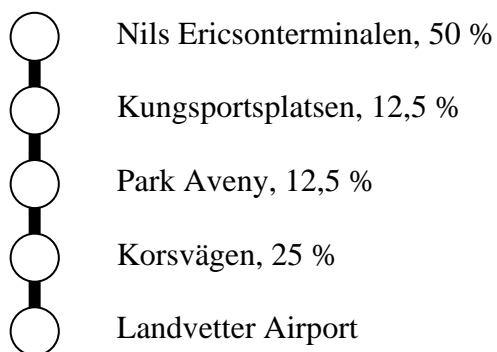 Nils Ericsonterminalen, 50 %
Kungsportsplatsen, 12,5 %
Park Aveny, 12,5 %
Korsvägen, 25 %
Landvetter Airport